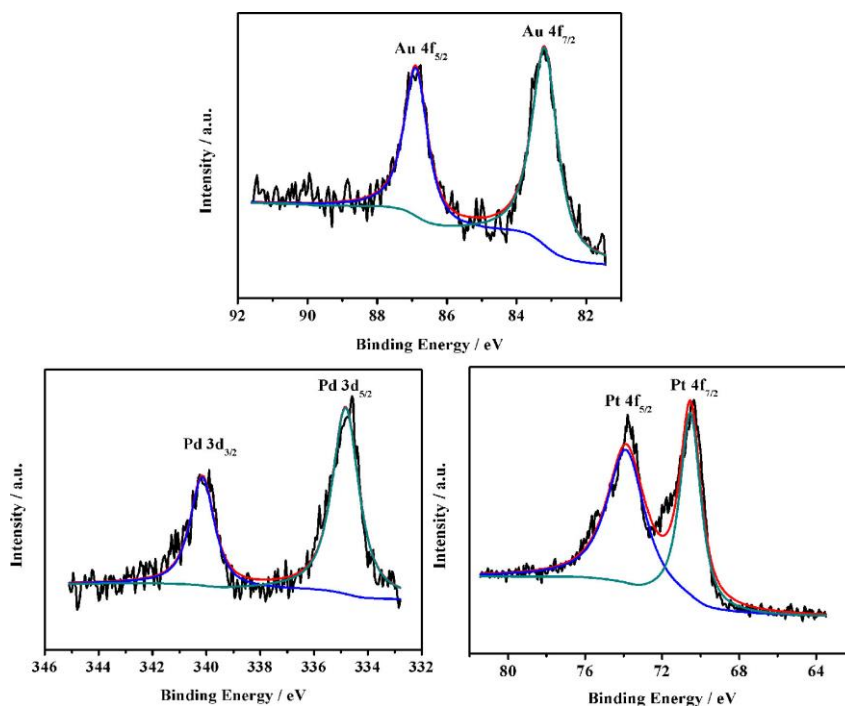 Au 4f7/2
Au 4f5/2
Intensity / a.u.
92 90 88 86 84 82
Binding Energy / eV
Pd 3d5/2
Pd 3d3/2
Intensity / a.u.
346 344 342 340 338 336 334 332
Binding Energy / eV
Pt 4f7/2
Pt 4f5/2
Intensity / a.u.
80 76 72 68 64
Binding Energy / eV